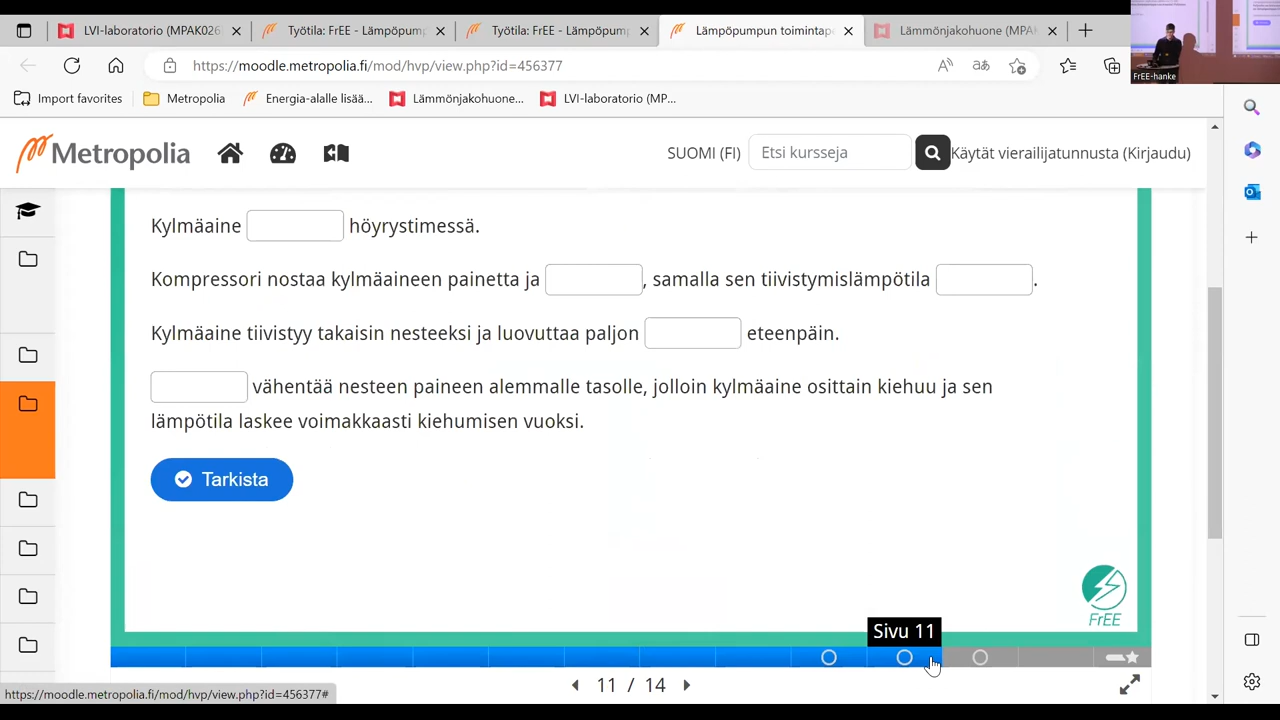 LVI-laboratorio (MPAK026
Työtila: FrEE - Lämpöpump
Työtila: FrEE - Lämpöpump
Lämpöpumpun toimintap
Lämmönjakohuone (MPA
https://moodle.metropolia.fi/mod/hvp/view.php?id=456377
FrEE-hanke
Import favorites
Metropolia
Energia-alalle lisää...
Lämmönjakohuone...
LVI-laboratorio (MP...
Metropolia
SUOMI (FI)
Etsi kursseja
Käytät vierailijatunnusta (Kirjaudu)
Kylmäaine höyrystimessä.
Kompressori nostaa kylmäaineen painetta ja , samalla sen tiivistymislämpötila .
Kylmäaine tiivistyy takaisin nesteeksi ja luovuttaa paljon eteenpäin.
vähentää nesteen paineen alemmalle tasolle, jolloin kylmäaine osittain kiehuu ja sen
lämpötila laskee voimakkaasti kiehumisen vuoksi.
Tarkista
FrEE
Sivu 11
11 / 14
https://moodle.metropolia.fi/mod/hvp/view.php?id=456377#